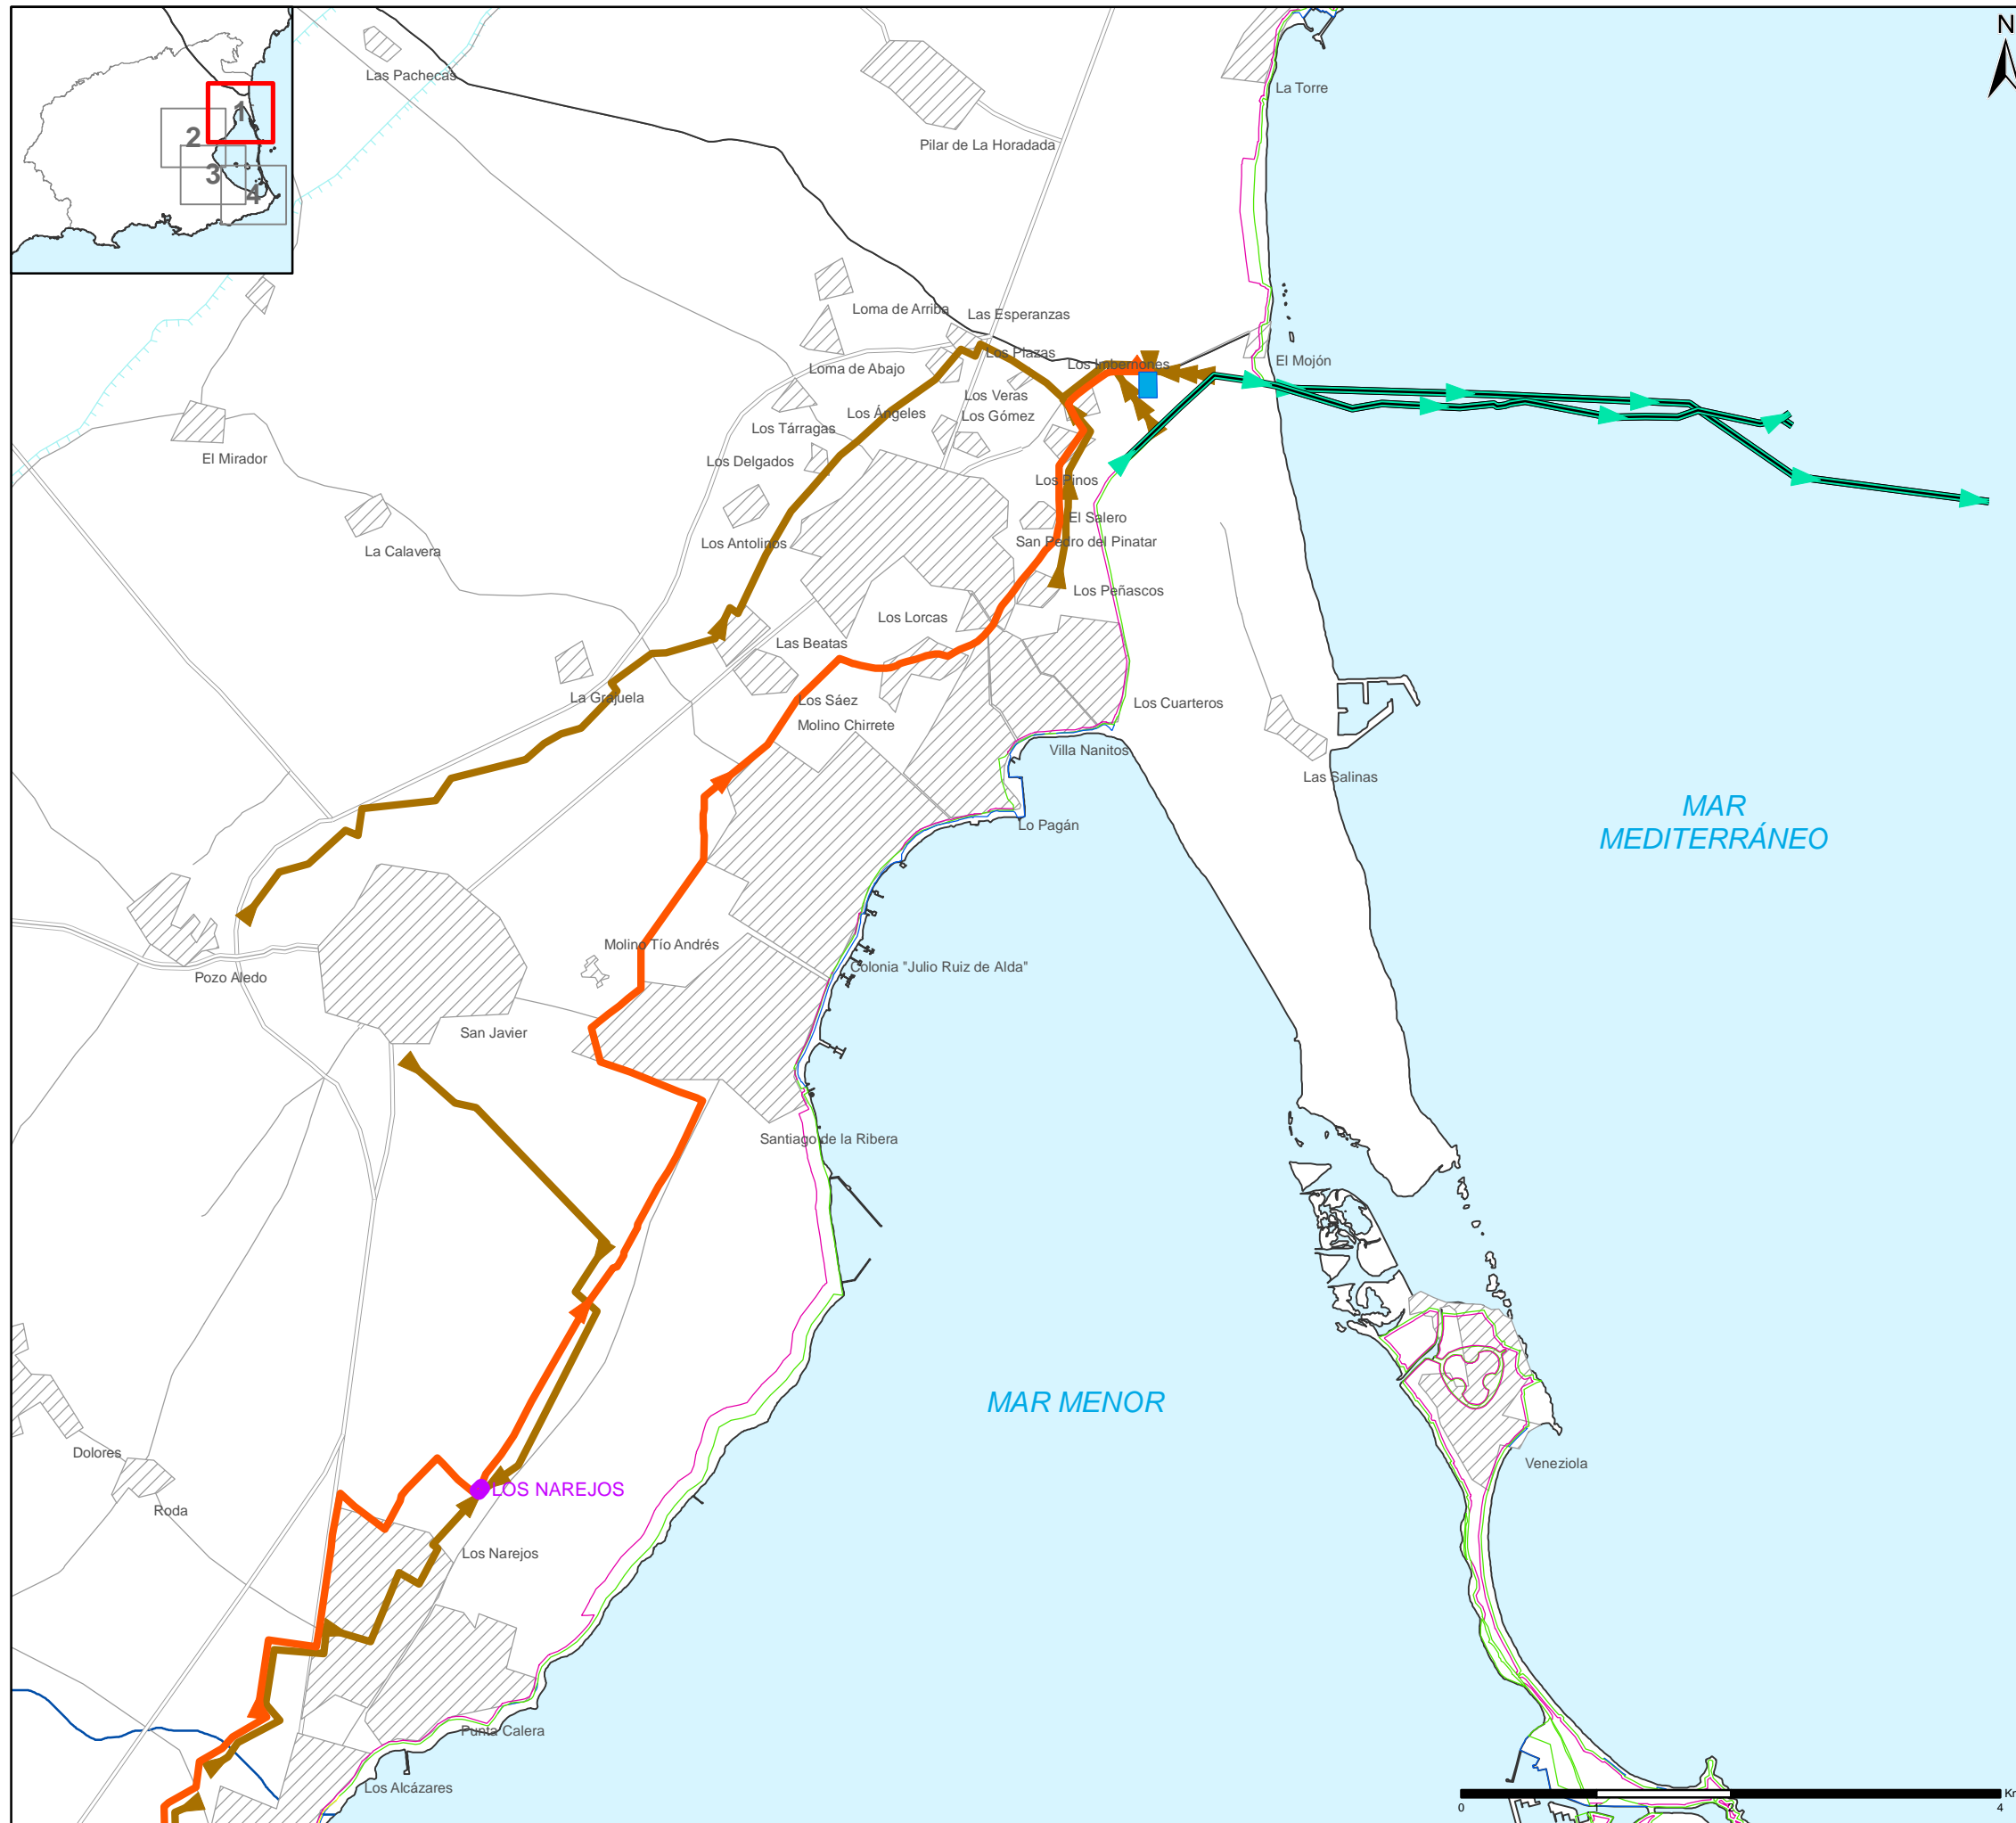 N
Las Pachecas
La Torre
1
2
3
4
Pilar de La Horadada
Loma de Arriba
Las Esperanzas
Los Plazas
El Mojón
Los Imbernones
Loma de Abajo
Los Veras
Los Ángeles
Los Gómez
Los Tárragas
El Mirador
Los Delgados
Los Pinos
El Salero
San Pedro del Pinatar
Los Antolinos
La Calavera
Los Peñascos
Los Lorcas
Las Beatas
La Grajuela
Los Sáez
Los Cuarteros
Molino Chirrete
Villa Nanitos
Las Salinas
MAR
MEDITERRÁNEO
Lo Pagán
Molino Tío Andrés
Colonia "Julio Ruiz de Alda"
Pozo Aledo
San Javier
Santiago de la Ribera
MAR MENOR
Dolores
Veneziola
LOS NAREJOS
Roda
Los Narejos
Punta Calera
Los Alcázares
Km
0
1
2
4